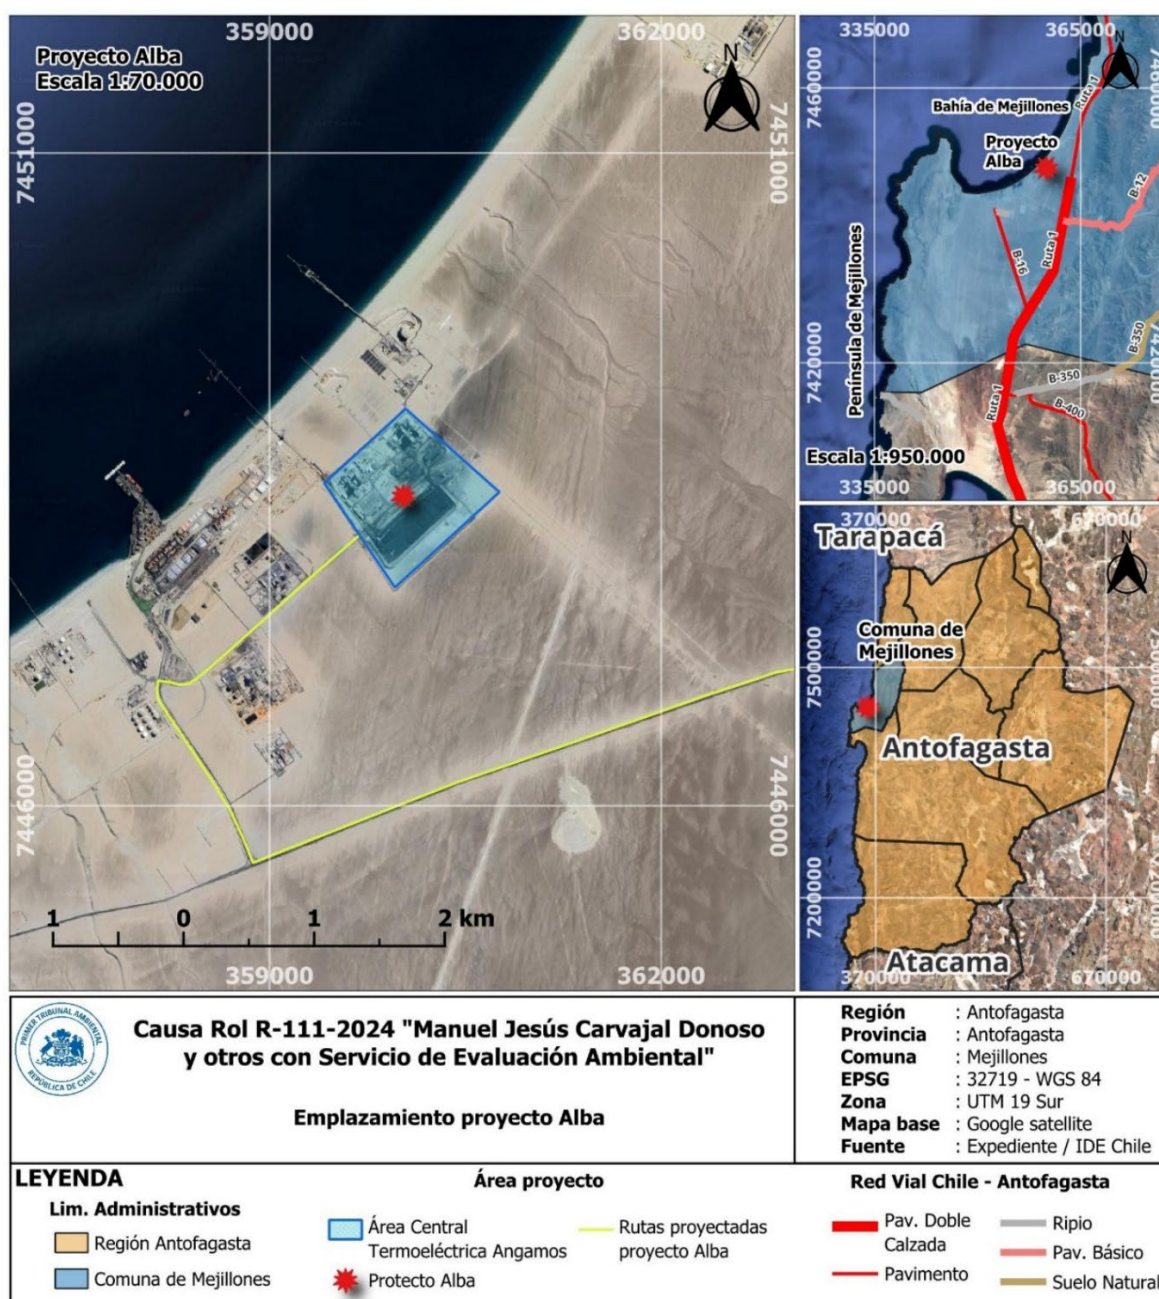 Proyecto Alba
Escala 1:70.000
359000
362000
N
7451000
7451000
7446000
7446000
1 0 1 2 km
359000
362000
335000
365000
N
7460000
7460000
Bahía de Mejillones
Ruta 1
Proyecto
Alba
B-12
Península de Mejillones
Ruta 1
B-16
7420000
7420000
B-350
B-350
Ruta 1
B-400
Escala 1:950.000
335000
365000
370000
670000
Tarapacá
N
Comuna de
Mejillones
7500000
7500000
Antofagasta
7200000
7200000
Atacama
370000
670000
PRIMER TRIBUNAL AMBIENTAL
REPÚBLICA DE CHILE
Causa Rol R-111-2024 "Manuel Jesús Carvajal Donoso
y otros con Servicio de Evaluación Ambiental"
Emplazamiento proyecto Alba
Región : Antofagasta
Provincia : Antofagasta
Comuna : Mejillones
EPSG : 32719 - WGS 84
Zona : UTM 19 Sur
Mapa base : Google satellite
Fuente : Expediente / IDE Chile
LEYENDA
Lim. Administrativos
Región Antofagasta
Comuna de Mejillones
Área proyecto
Área Central
Termoeléctrica Angamos
Protecto Alba
Rutas proyectadas
proyecto Alba
Red Vial Chile - Antofagasta
Pav. Doble
Calzada
Pavimento
Ripio
Pav. Básico
Suelo Natural